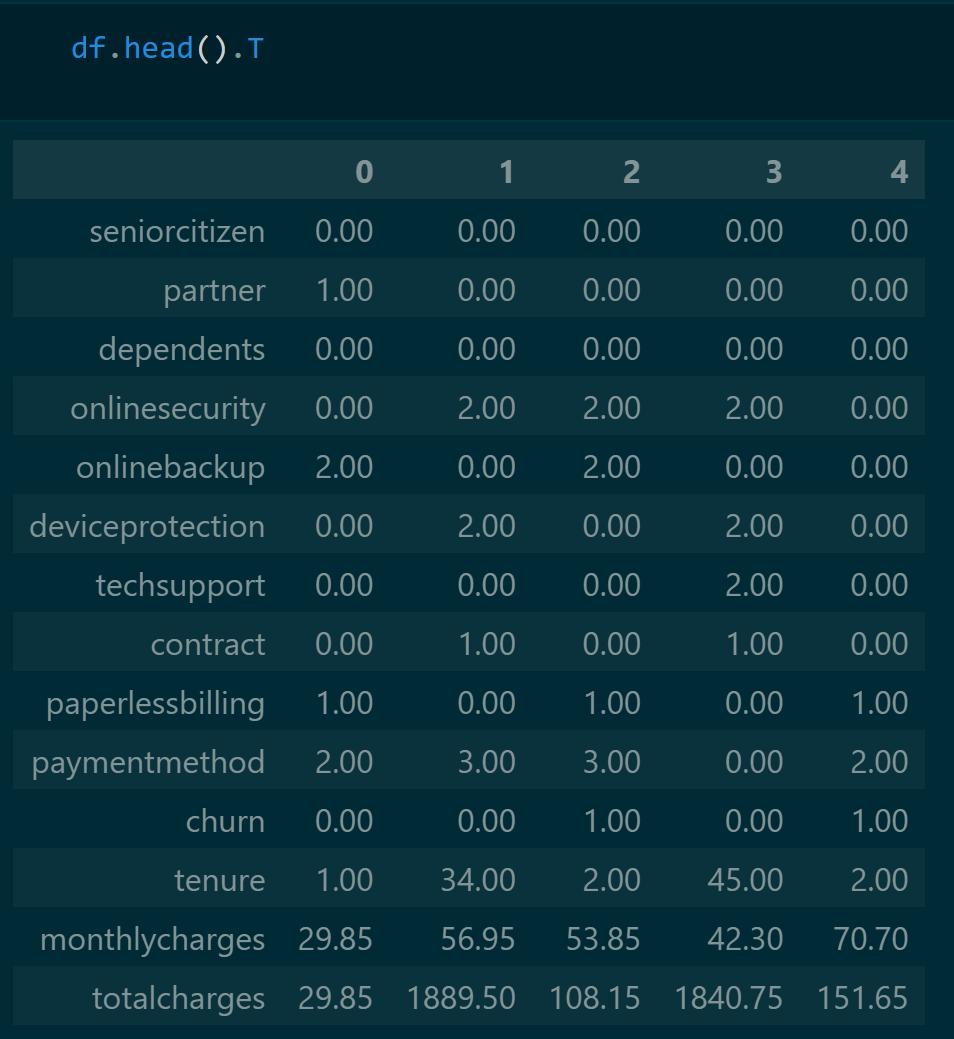 df.head().T
0 1 2 3 4
seniorcitizen 0.00 0.00 0.00 0.00 0.00
partner 1.00 0.00 0.00 0.00 0.00
dependents 0.00 0.00 0.00 0.00 0.00
onlinesecurity 0.00 2.00 2.00 2.00 0.00
onlinebackup 2.00 0.00 2.00 0.00 0.00
deviceprotection 0.00 2.00 0.00 2.00 0.00
techsupport 0.00 0.00 0.00 2.00 0.00
contract 0.00 1.00 0.00 1.00 0.00
paperlessbilling 1.00 0.00 1.00 0.00 1.00
paymentmethod 2.00 3.00 3.00 0.00 2.00
churn 0.00 0.00 1.00 0.00 1.00
tenure 1.00 34.00 2.00 45.00 2.00
monthlycharges 29.85 56.95 53.85 42.30 70.70
totalcharges 29.85 1889.50 108.15 1840.75 151.65